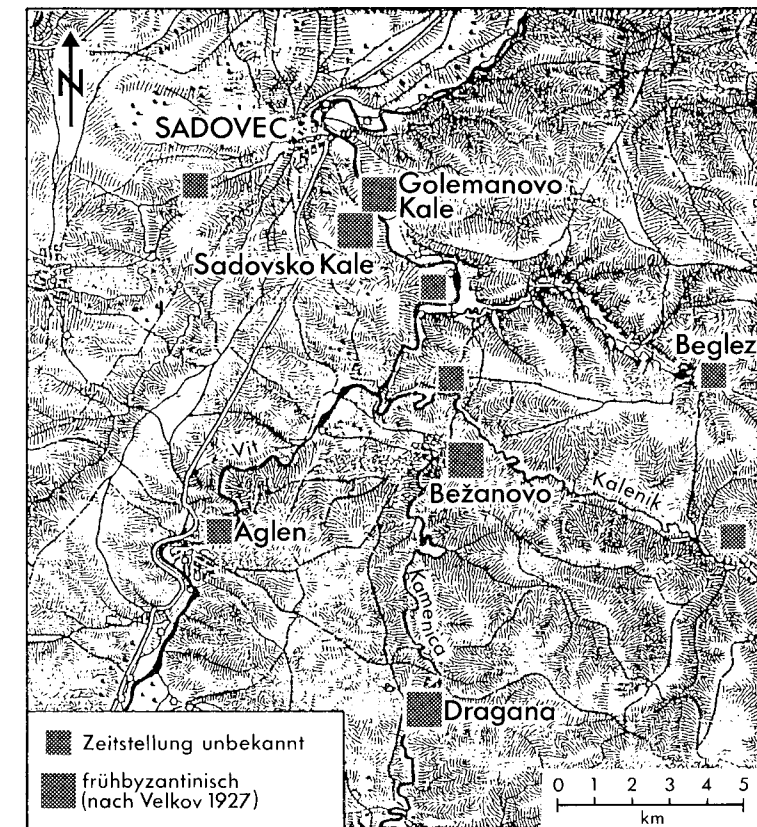 N
SADOVEC
Golemanovo
Kale
Sadovsko Kale
Beglez
Vit
Bežanovo
Kalenik
Aglen
Kamenica
Dragana
Zeitstellung unbekannt
frühbyzantinisch
(nach Velkov 1927)
0 1 2 3 4 5
km